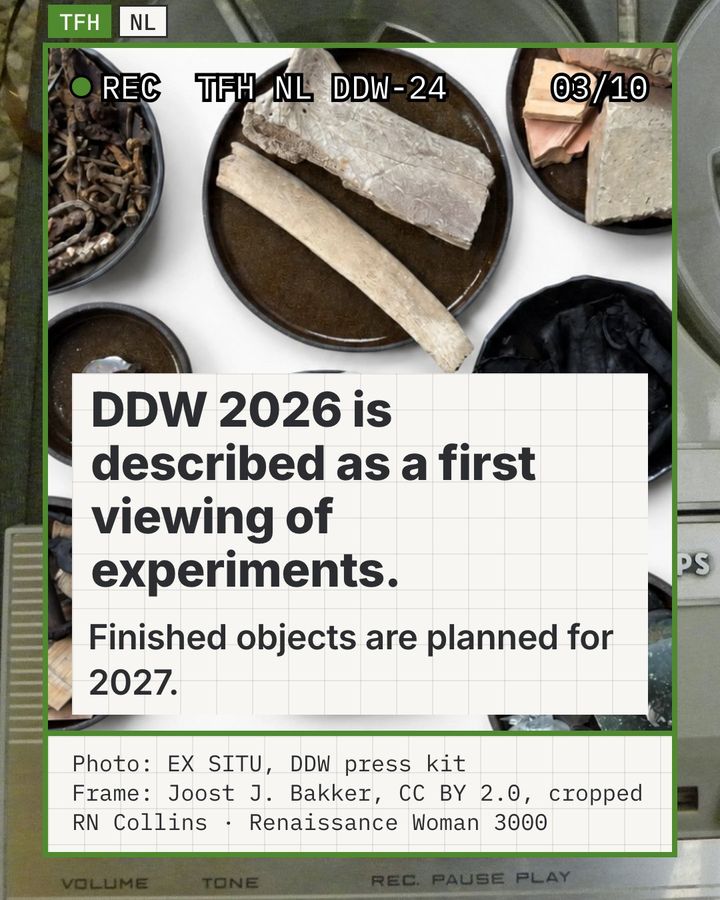 TFH NL
REC TFH NL DDW-24 03/10
DDW 2026 is
described as a first
viewing of
experiments.
Finished objects are planned for
2027.
PS
Photo: EX SITU, DDW press kit
Frame: Joost J. Bakker, CC BY 2.0, cropped
RN Collins · Renaissance Woman 3000
VOLUME TONE REC. PAUSE PLAY